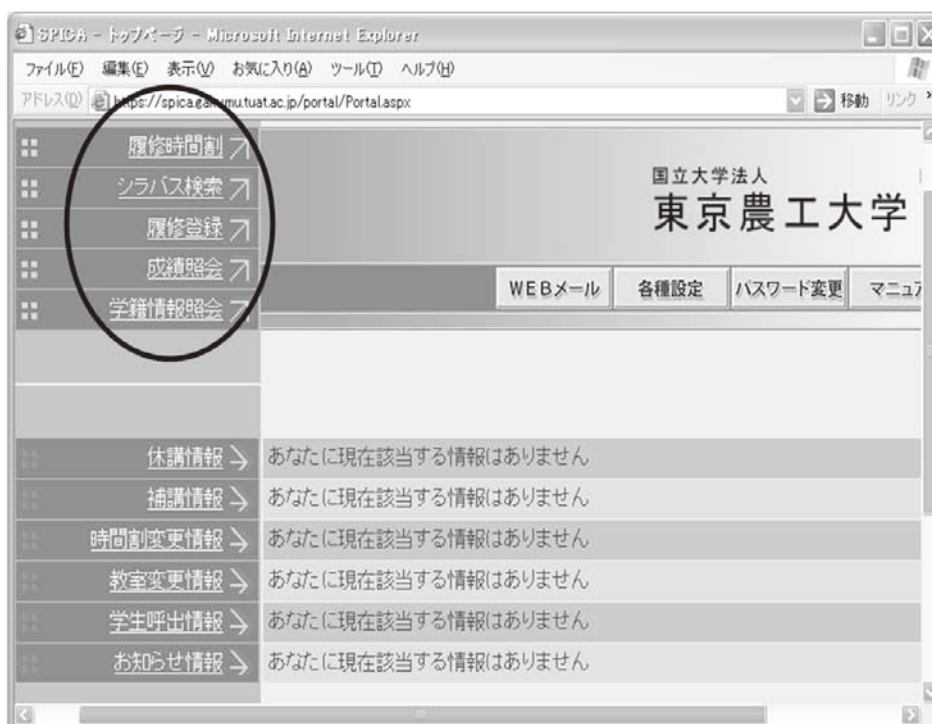 SPICA - トップページ - Microsoft Internet Explorer
ファイル(F) 編集(E) 表示(V) お気に入り(A) ツール(T) ヘルプ(H)
アドレス(D) https://spica.gakumu.tuat.ac.jp/portal/Portal.aspx 移動 リンク »
履修時間割
シラバス検索
履修登録
成績照会
学籍情報照会
国立大学法人
東京農工大学
WEBメール 各種設定 パスワード変更 マニュア
休講情報 あなたに現在該当する情報はありません
補講情報 あなたに現在該当する情報はありません
時間割変更情報 あなたに現在該当する情報はありません
教室変更情報 あなたに現在該当する情報はありません
学生呼出情報 あなたに現在該当する情報はありません
お知らせ情報 あなたに現在該当する情報はありません